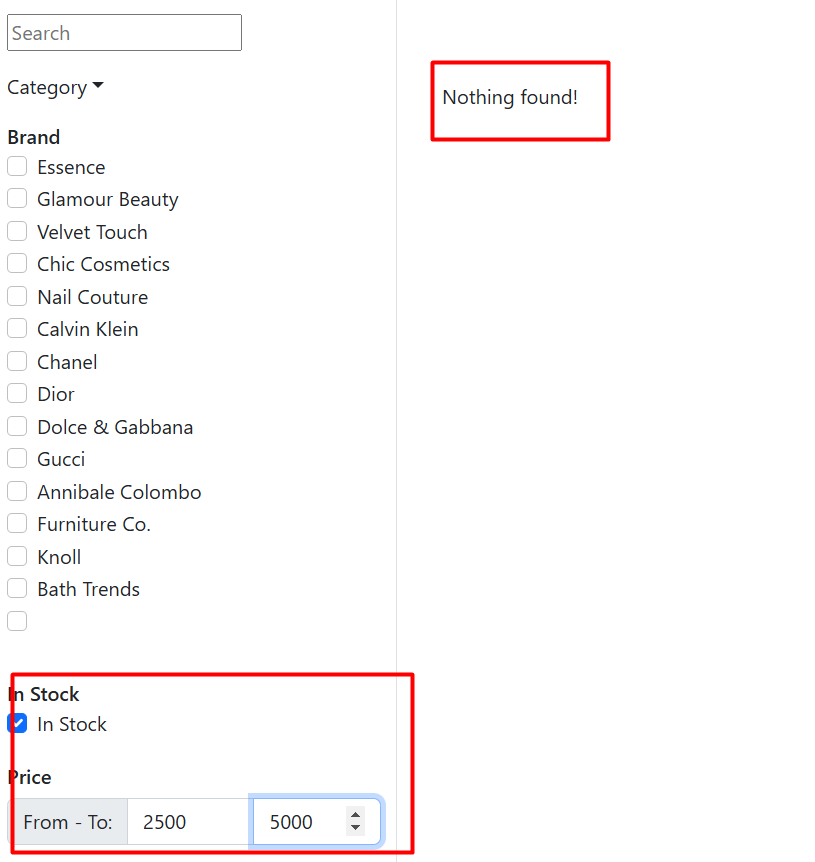 Search
Category
Brand
Essence
Glamour Beauty
Velvet Touch
Chic Cosmetics
Nail Couture
Calvin Klein
Chanel
Dior
Dolce & Gabbana
Gucci
Annibale Colombo
Furniture Co.
Knoll
Bath Trends
In Stock
In Stock
Price
From - To: 2500 5000
Nothing found!